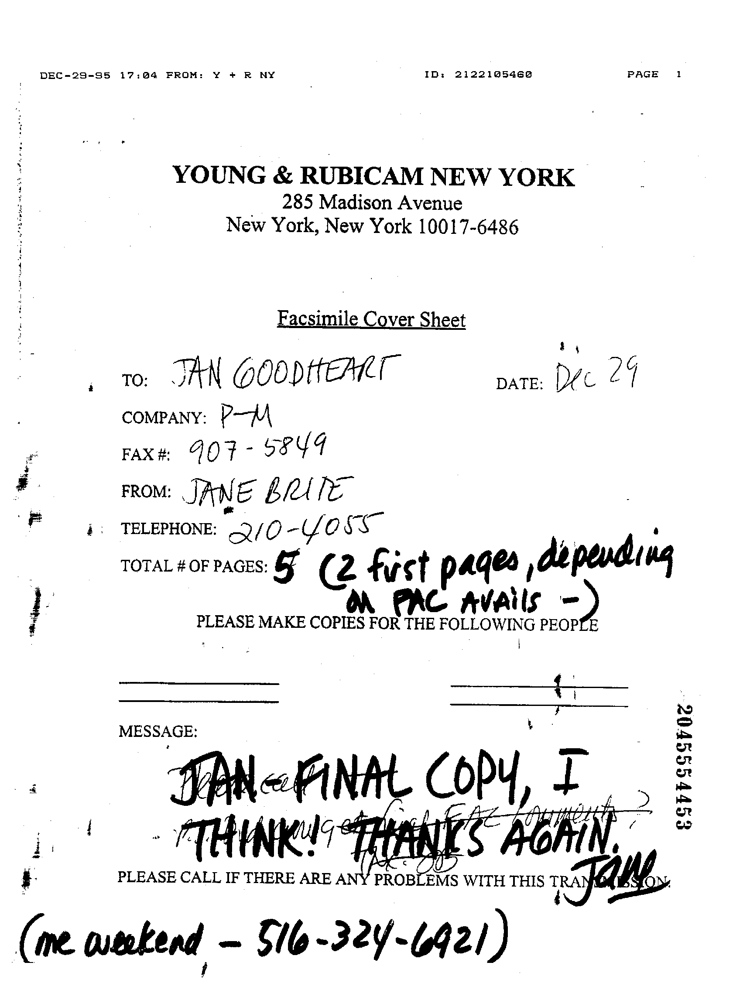 DEC-29-95 17:04 FROM: Y + R NY ID: 2122105460 PAGE 1
YOUNG & RUBICAM NEW YORK
285 Madison Avenue
New York, New York 10017-6486
Facsimile Cover Sheet
TO: JAN GOODHEART DATE: Dec 29
COMPANY: P-M
FAX #: 907-5849
FROM: JANE BRITE
TELEPHONE: 210-4055
TOTAL # OF PAGES: 5 (2 first pages, depending
on PAC AVAILS -)
PLEASE MAKE COPIES FOR THE FOLLOWING PEOPLE
MESSAGE:
JAN - FINAL COPY, I
THINK! THANKS AGAIN.
Jane
PLEASE CALL IF THERE ARE ANY PROBLEMS WITH THIS TRANSMISSION.
(me weekend - 516-324-6921)
2045554453